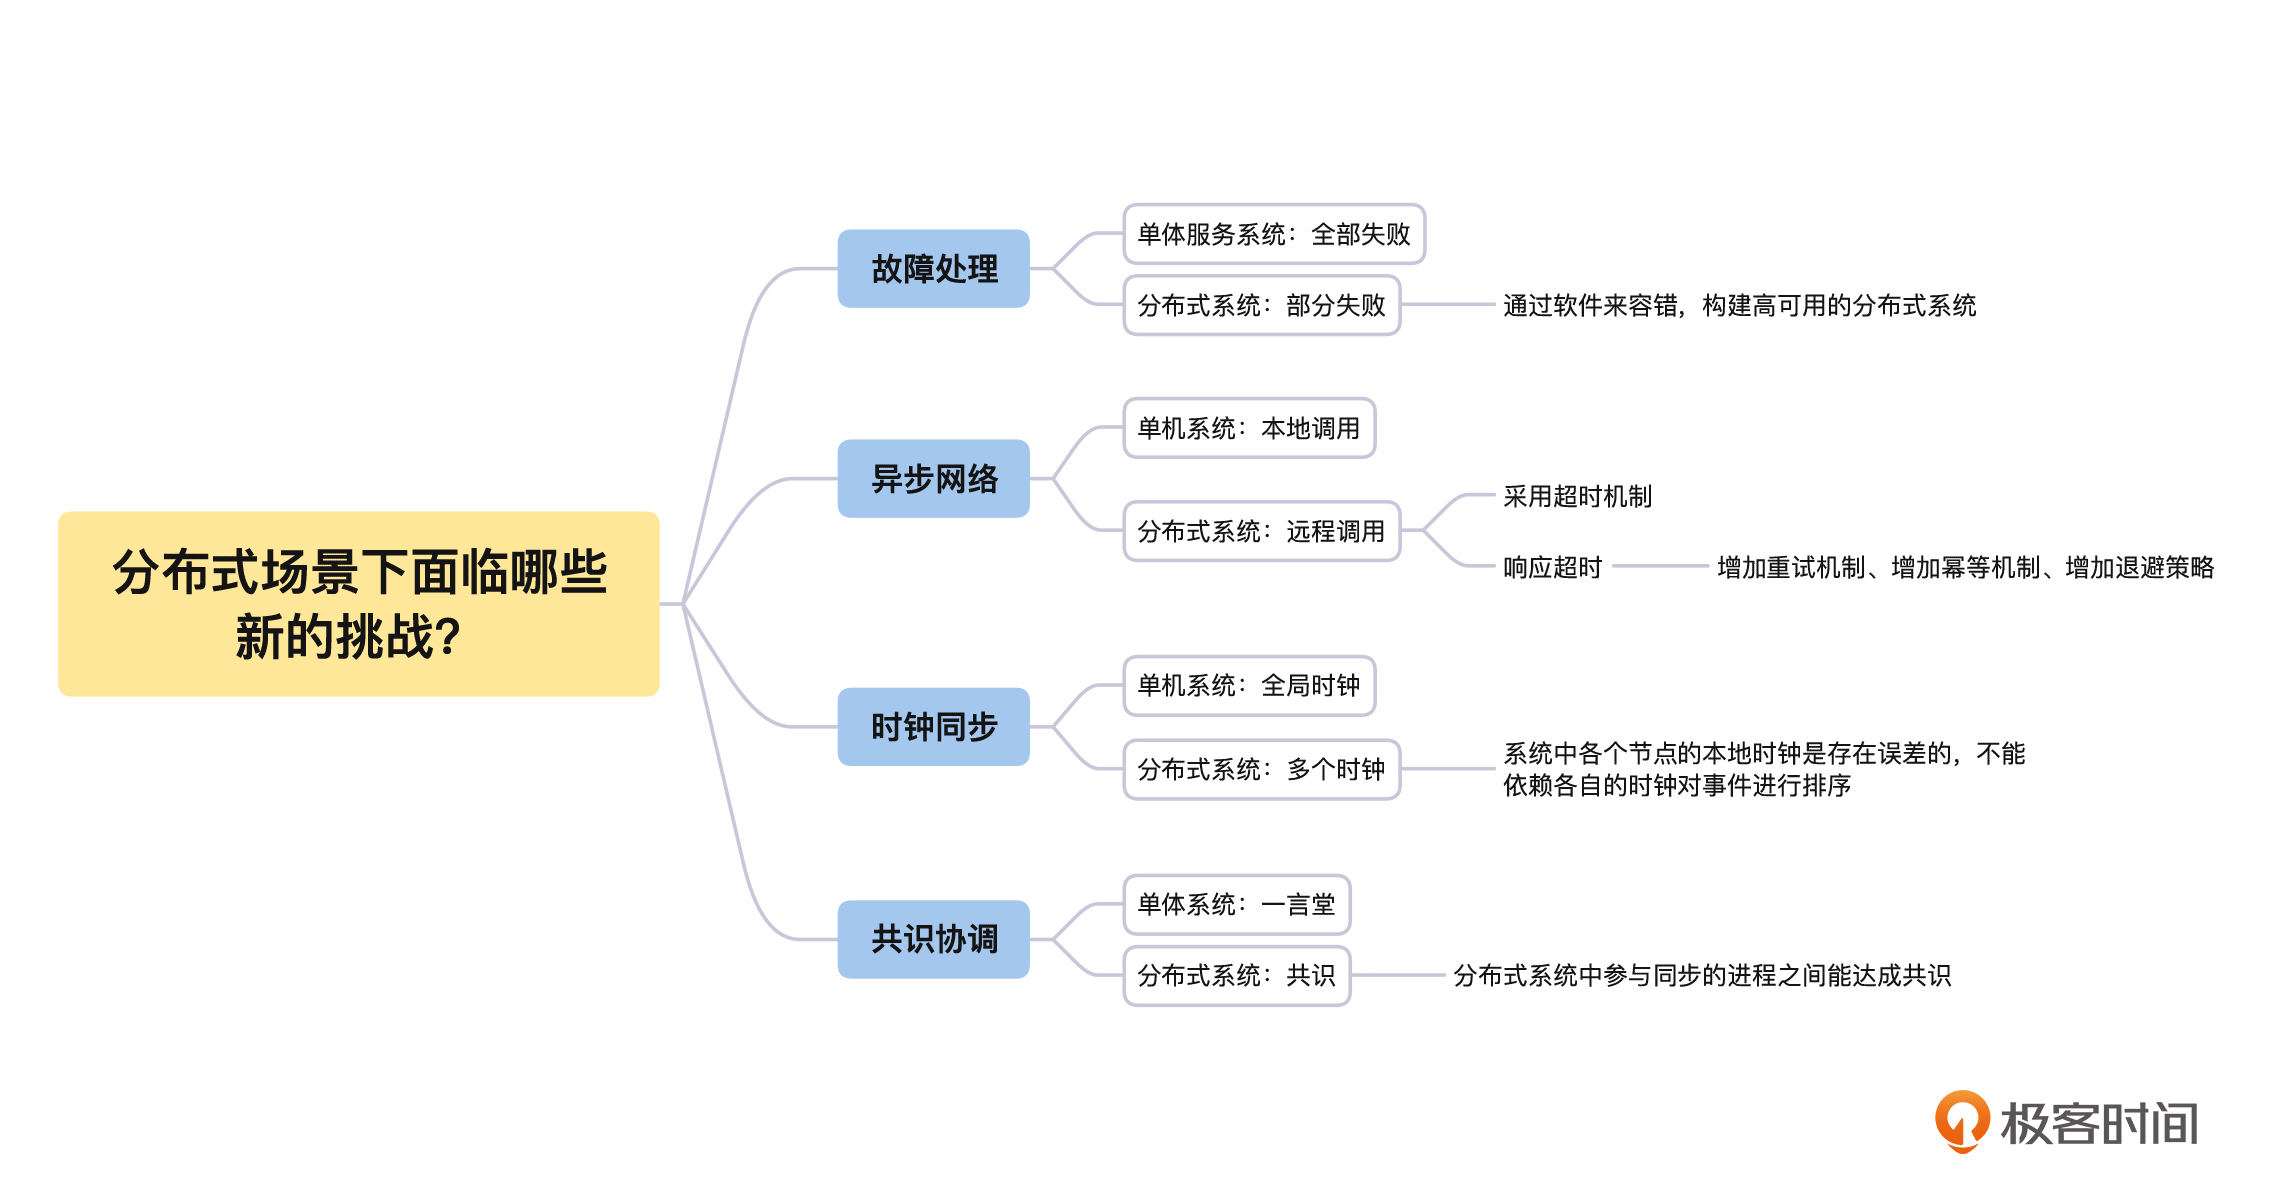 分布式场景下面临哪些
新的挑战?
故障处理
单体服务系统：全部失败
分布式系统：部分失败
通过软件来容错，构建高可用的分布式系统
异步网络
单机系统：本地调用
分布式系统：远程调用
采用超时机制
响应超时
增加重试机制、增加幂等机制、增加退避策略
时钟同步
单机系统：全局时钟
分布式系统：多个时钟
系统中各个节点的本地时钟是存在误差的，不能
依赖各自的时钟对事件进行排序
共识协调
单体系统：一言堂
分布式系统：共识
分布式系统中参与同步的进程之间能达成共识
极客时间